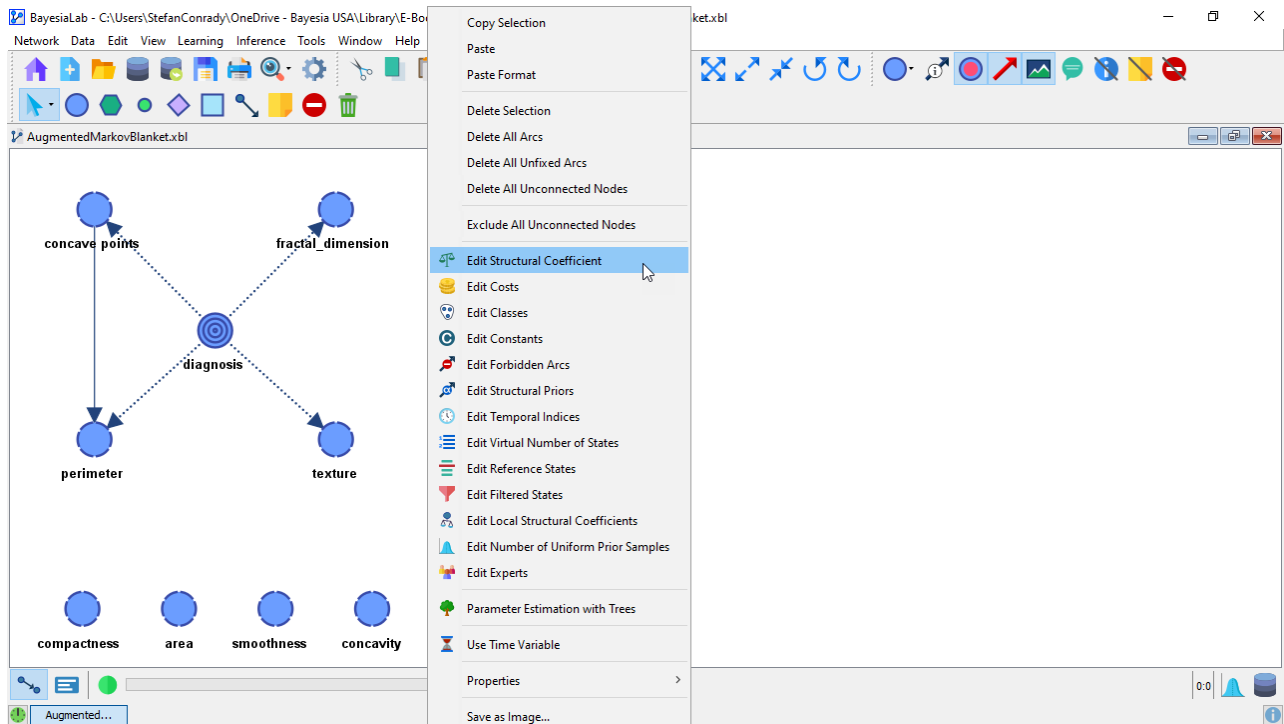 BayesiaLab - C:\Users\StefanConrady\OneDrive - Bayesia USA\Library\E-Bo
ket.xbl
Network Data Edit View Learning Inference Tools Window Help
AugmentedMarkovBlanket.xbl
Copy Selection
Paste
Paste Format
Delete Selection
Delete All Arcs
Delete All Unfixed Arcs
Delete All Unconnected Nodes
Exclude All Unconnected Nodes
Edit Structural Coefficient
Edit Costs
Edit Classes
Edit Constants
Edit Forbidden Arcs
Edit Structural Priors
Edit Temporal Indices
Edit Virtual Number of States
Edit Reference States
Edit Filtered States
Edit Local Structural Coefficients
Edit Number of Uniform Prior Samples
Edit Experts
Parameter Estimation with Trees
Use Time Variable
Properties
Save as Image...
concave points
fractal_dimension
diagnosis
perimeter
texture
compactness
area
smoothness
concavity
0:0
Augmented...